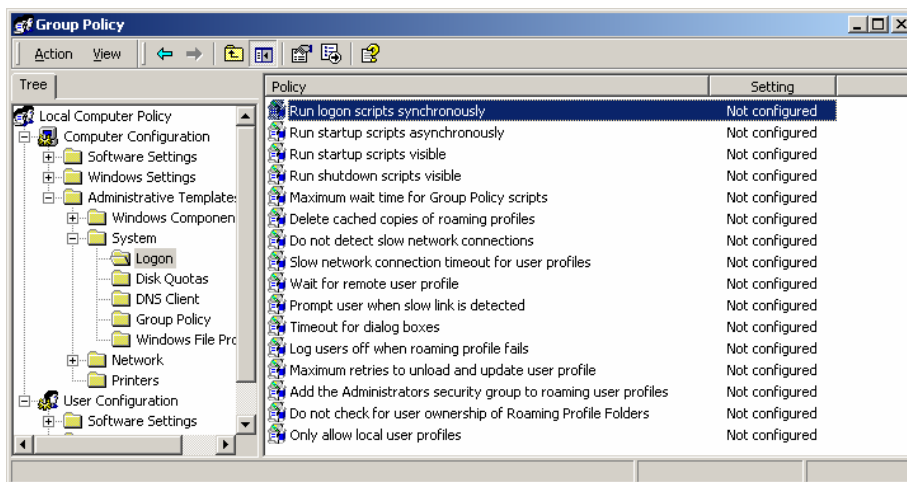 Group Policy
Action View
Tree
Policy Setting
Local Computer Policy
Computer Configuration
Software Settings
Windows Settings
Administrative Templates
Windows Componen
System
Logon
Disk Quotas
DNS Client
Group Policy
Windows File Pro
Network
Printers
User Configuration
Software Settings
Run logon scripts synchronously Not configured
Run startup scripts asynchronously Not configured
Run startup scripts visible Not configured
Run shutdown scripts visible Not configured
Maximum wait time for Group Policy scripts Not configured
Delete cached copies of roaming profiles Not configured
Do not detect slow network connections Not configured
Slow network connection timeout for user profiles Not configured
Wait for remote user profile Not configured
Prompt user when slow link is detected Not configured
Timeout for dialog boxes Not configured
Log users off when roaming profile fails Not configured
Maximum retries to unload and update user profile Not configured
Add the Administrators security group to roaming user profiles Not configured
Do not check for user ownership of Roaming Profile Folders Not configured
Only allow local user profiles Not configured